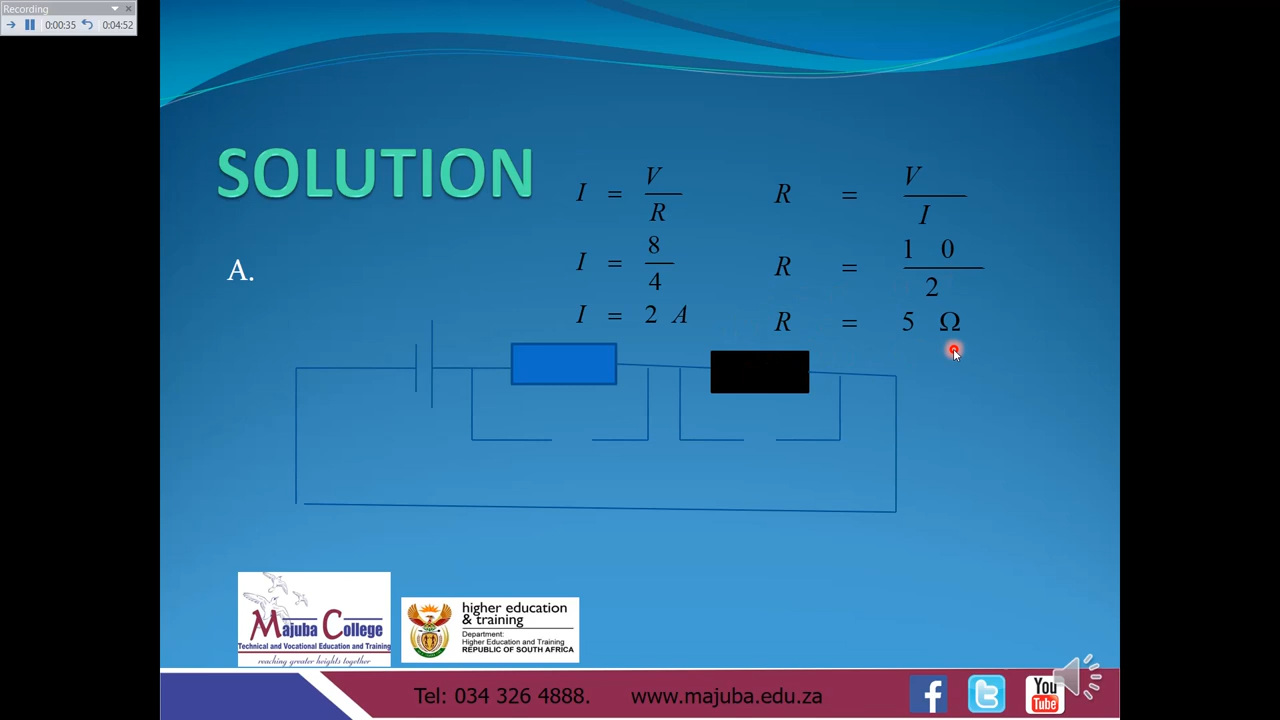 Recording
0:00:35
0:04:52
SOLUTION
A.
I = V / R
I = 8 / 4
I = 2 A
R = V / I
R = 1 0 / 2
R = 5 Ω
Majuba College
Technical and Vocational Education and Training
reaching greater heights together
higher education
& training
Department:
Higher Education and Training
REPUBLIC OF SOUTH AFRICA
Tel: 034 326 4888. www.majuba.edu.za
You
Tube